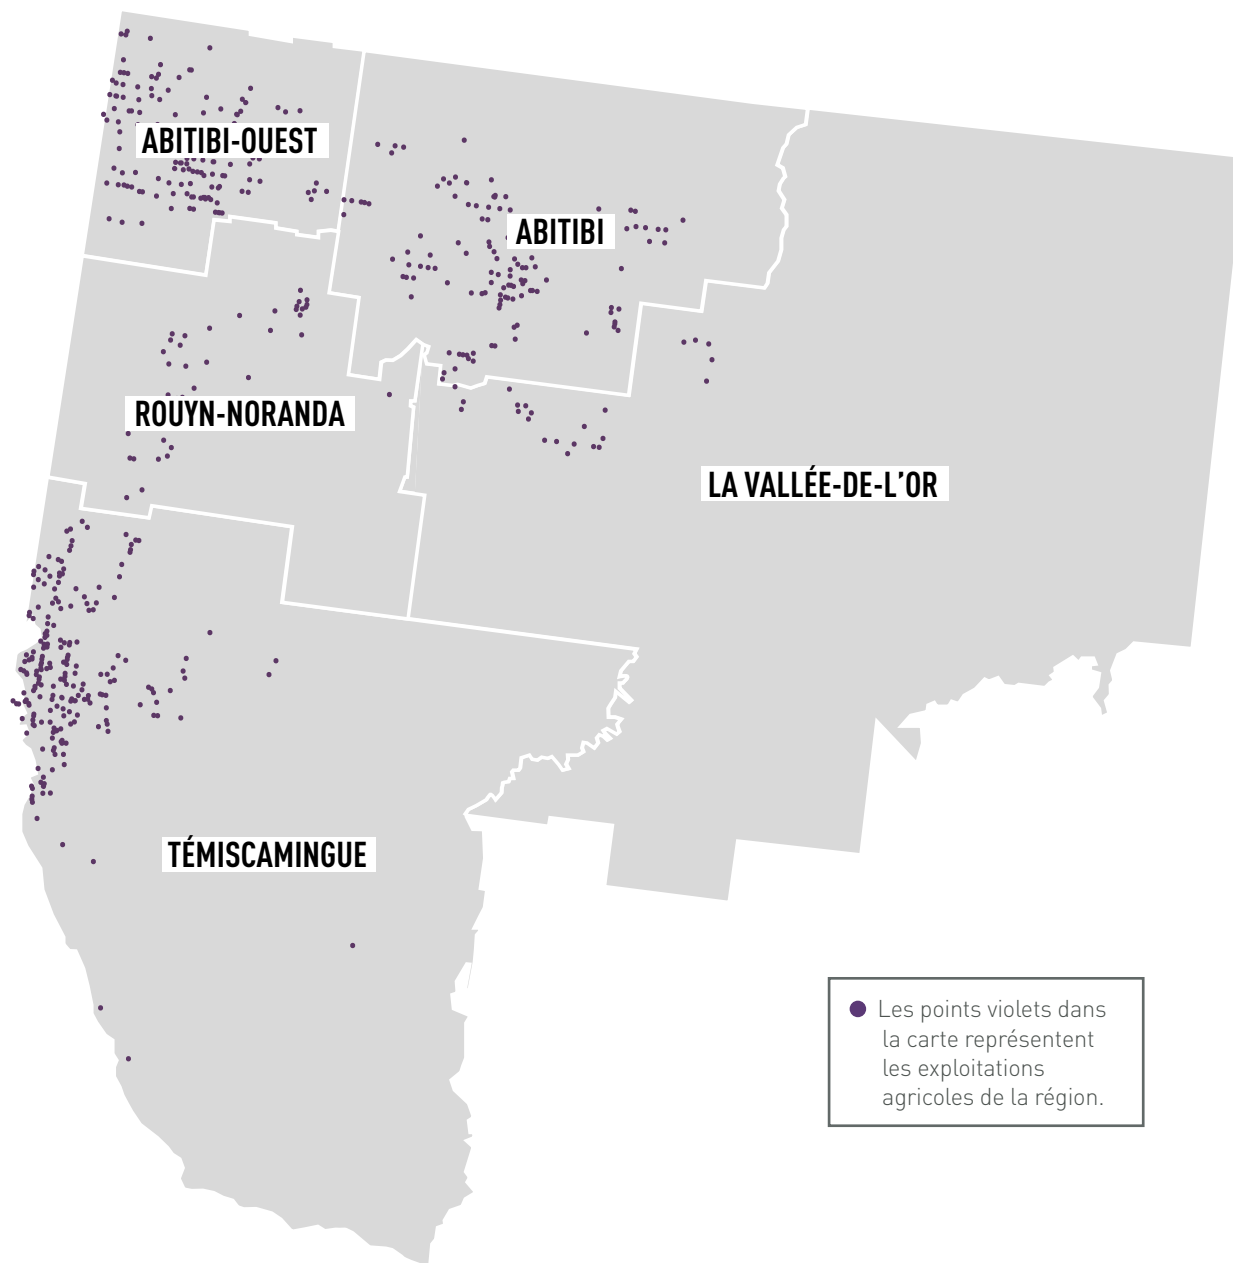 ABITIBI-OUEST
ABITIBI
ROUYN-NORANDA
LA VALLÉE-DE-L'OR
TÉMISCAMINGUE
Les points violets dans
la carte représentent
les exploitations
agricoles de la région.